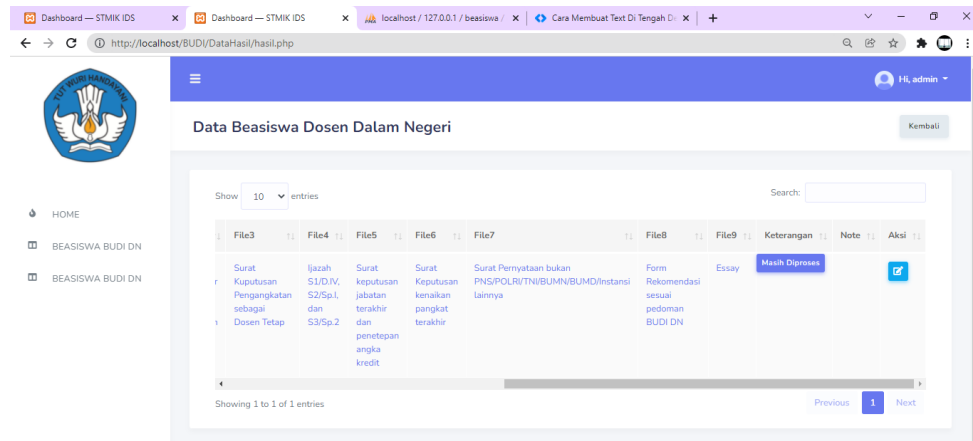 Dashboard — STMIK IDS
Dashboard — STMIK IDS
localhost / 127.0.0.1 / beasiswa /
Cara Membuat Text Di Tengah D
http://localhost/BUDI/DataHasil/hasil.php
TUT WURI HANDAYANI
Hi, admin
Data Beasiswa Dosen Dalam Negeri
Kembali
HOME
BEASISWA BUDI DN
BEASISWA BUDI DN
Show 10 entries
Search:
File3 File4 File5 File6 File7 File8 File9 Keterangan Note Aksi
Surat
Kuputusan
Pengangkatan
sebagai
Dosen Tetap
Ijazah
S1/D.IV,
S2/Sp.I,
dan
S3/Sp.2
Surat
keputusan
jabatan
terakhir
dan
penetepan
angka
kredit
Surat
Keputusan
kenaikan
pangkat
terakhir
Surat Pernyataan bukan
PNS/POLRI/TNI/BUMN/BUMD/Instansi
lainnya
Form
Rekomendasi
sesuai
pedoman
BUDI DN
Essay
Masih Diproses
Showing 1 to 1 of 1 entries
Previous 1 Next